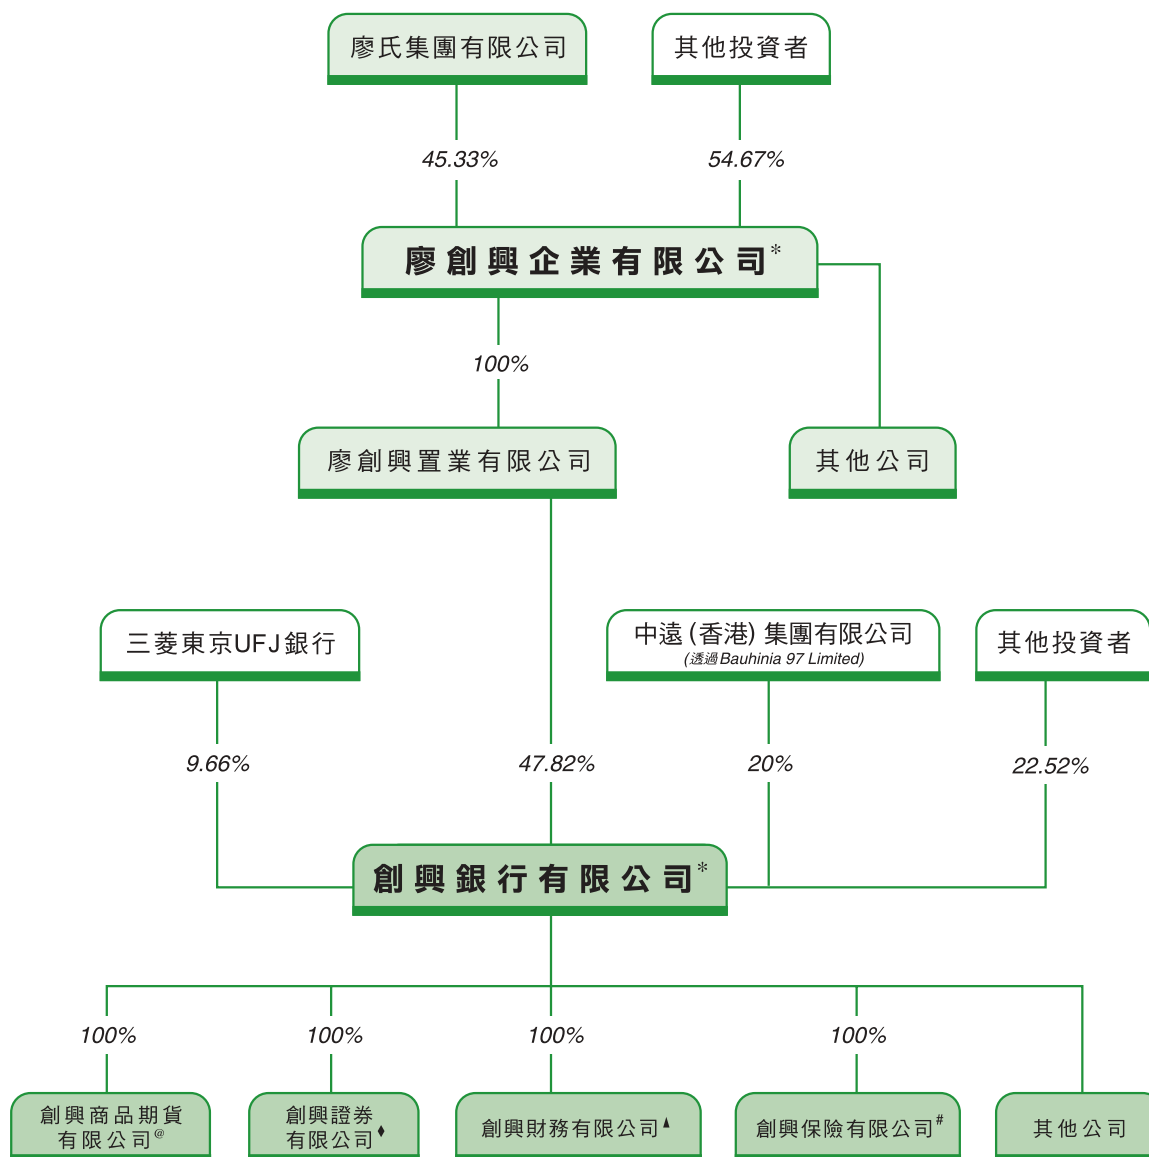 廖氏集團有限公司
其他投資者
45.33%
54.67%
廖創興企業有限公司*
100%
廖創興置業有限公司
其他公司
三菱東京UFJ銀行
中遠(香港)集團有限公司
(透過Bauhinia 97 Limited)
其他投資者
9.66%
47.82%
20%
22.52%
創興銀行有限公司*
100%
100%
100%
100%
創興商品期貨
有限公司@
創興證券
有限公司♦
創興財務有限公司▲
創興保險有限公司#
其他公司